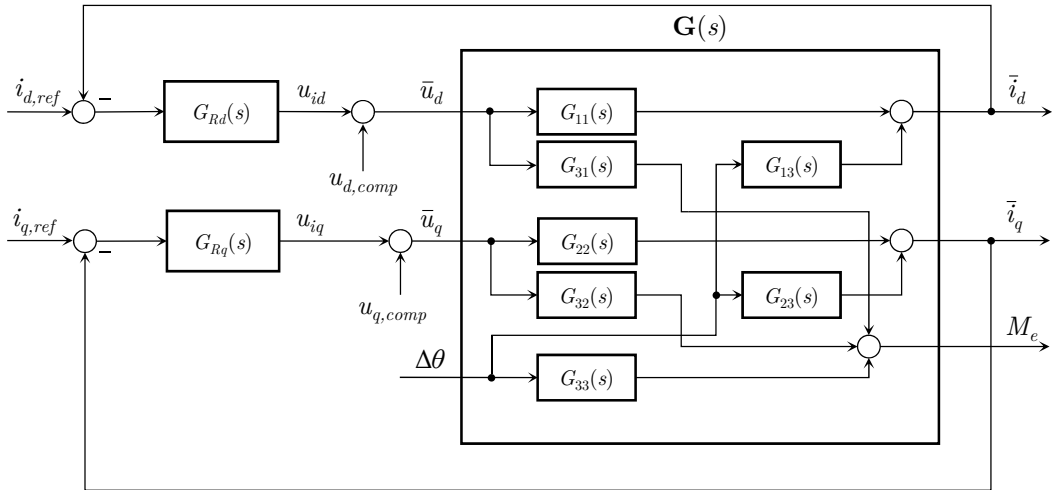 G(s)
i_{d,ref} − G_{Rd}(s) u_{id} ū_d G_{11}(s) ī_d
u_{d,comp} G_{31}(s) G_{13}(s)
i_{q,ref} − G_{Rq}(s) u_{iq} ū_q G_{22}(s) ī_q
u_{q,comp} G_{32}(s) G_{23}(s)
M_e
Δθ G_{33}(s)